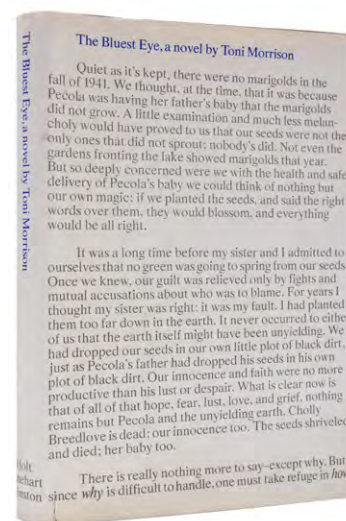 The Bluest Eye, a novel by Toni Morrison
Holt
ehart
nston
The Bluest Eye, a novel by Toni Morrison
Quiet as it's kept, there were no marigolds in the
fall of 1941. We thought, at the time, that it was because
Pecola was having her father's baby that the marigolds
did not grow. A little examination and much less melan-
choly would have proved to us that our seeds were not the
only ones that did not sprout; nobody's did. Not even the
gardens fronting the lake showed marigolds that year.
But so deeply concerned were we with the health and safe
delivery of Pecola's baby we could think of nothing but
our own magic: if we planted the seeds, and said the right
words over them, they would blossom, and everything
would be all right.
It was a long time before my sister and I admitted to
ourselves that no green was going to spring from our seeds
Once we knew, our guilt was relieved only by fights and
mutual accusations about who was to blame. For years I
thought my sister was right: it was my fault. I had planted
them too far down in the earth. It never occurred to eithe
of us that the earth itself might have been unyielding. We
had dropped our seeds in our own little plot of black dirt,
just as Pecola's father had dropped his seeds in his own
plot of black dirt. Our innocence and faith were no more
productive than his lust or despair. What is clear now is
that of all of that hope, fear, lust, love, and grief, nothing
remains but Pecola and the unyielding earth. Cholly
Breedlove is dead; our innocence too. The seeds shriveled
and died; her baby too.
There is really nothing more to say–except why. But
since why is difficult to handle, one must take refuge in how